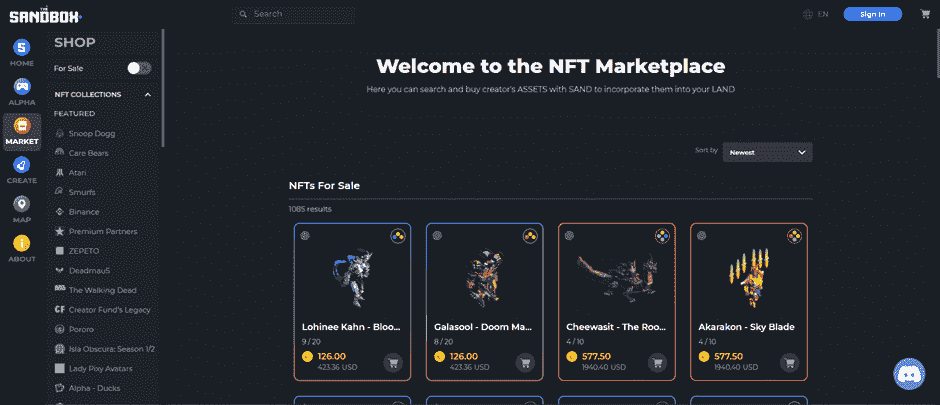 THE
SANDBOX
Search
EN
Sign In
HOME
ALPHA
MARKET
CREATE
MAP
ABOUT
SHOP
For Sale
NFT COLLECTIONS
FEATURED
Snoop Dogg
Care Bears
Atari
Smurfs
Binance
Premium Partners
ZEPETO
Deadmau5
The Walking Dead
Creator Fund's Legacy
Pororo
Isla Obscura: Season 1/2
Lady Pixy Avatars
Alpha - Ducks
Welcome to the NFT Marketplace
Here you can search and buy creator's ASSETS with SAND to incorporate them into your LAND
Sort by
Newest
NFTs For Sale
1085 results
Lohinee Kahn - Bloo...
9 / 20
126.00
423.36 USD
Galasool - Doom Ma...
8 / 20
126.00
423.36 USD
Cheewasit - The Roo...
4 / 10
577.50
1940.40 USD
Akarakon - Sky Blade
4 / 10
577.50
1940.40 USD